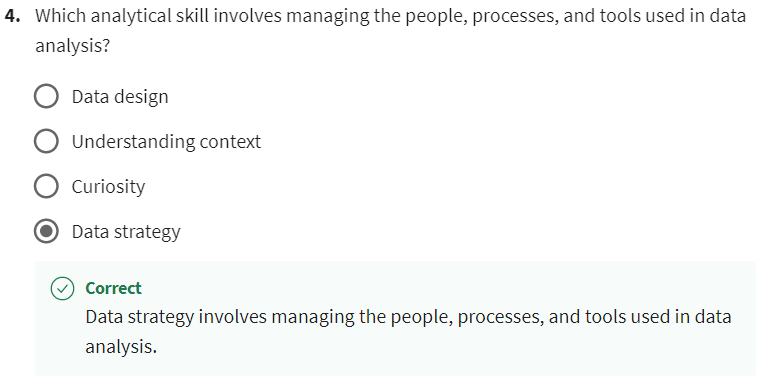 4. Which analytical skill involves managing the people, processes, and tools used in data
analysis?
Data design
Understanding context
Curiosity
Data strategy
Correct
Data strategy involves managing the people, processes, and tools used in data
analysis.